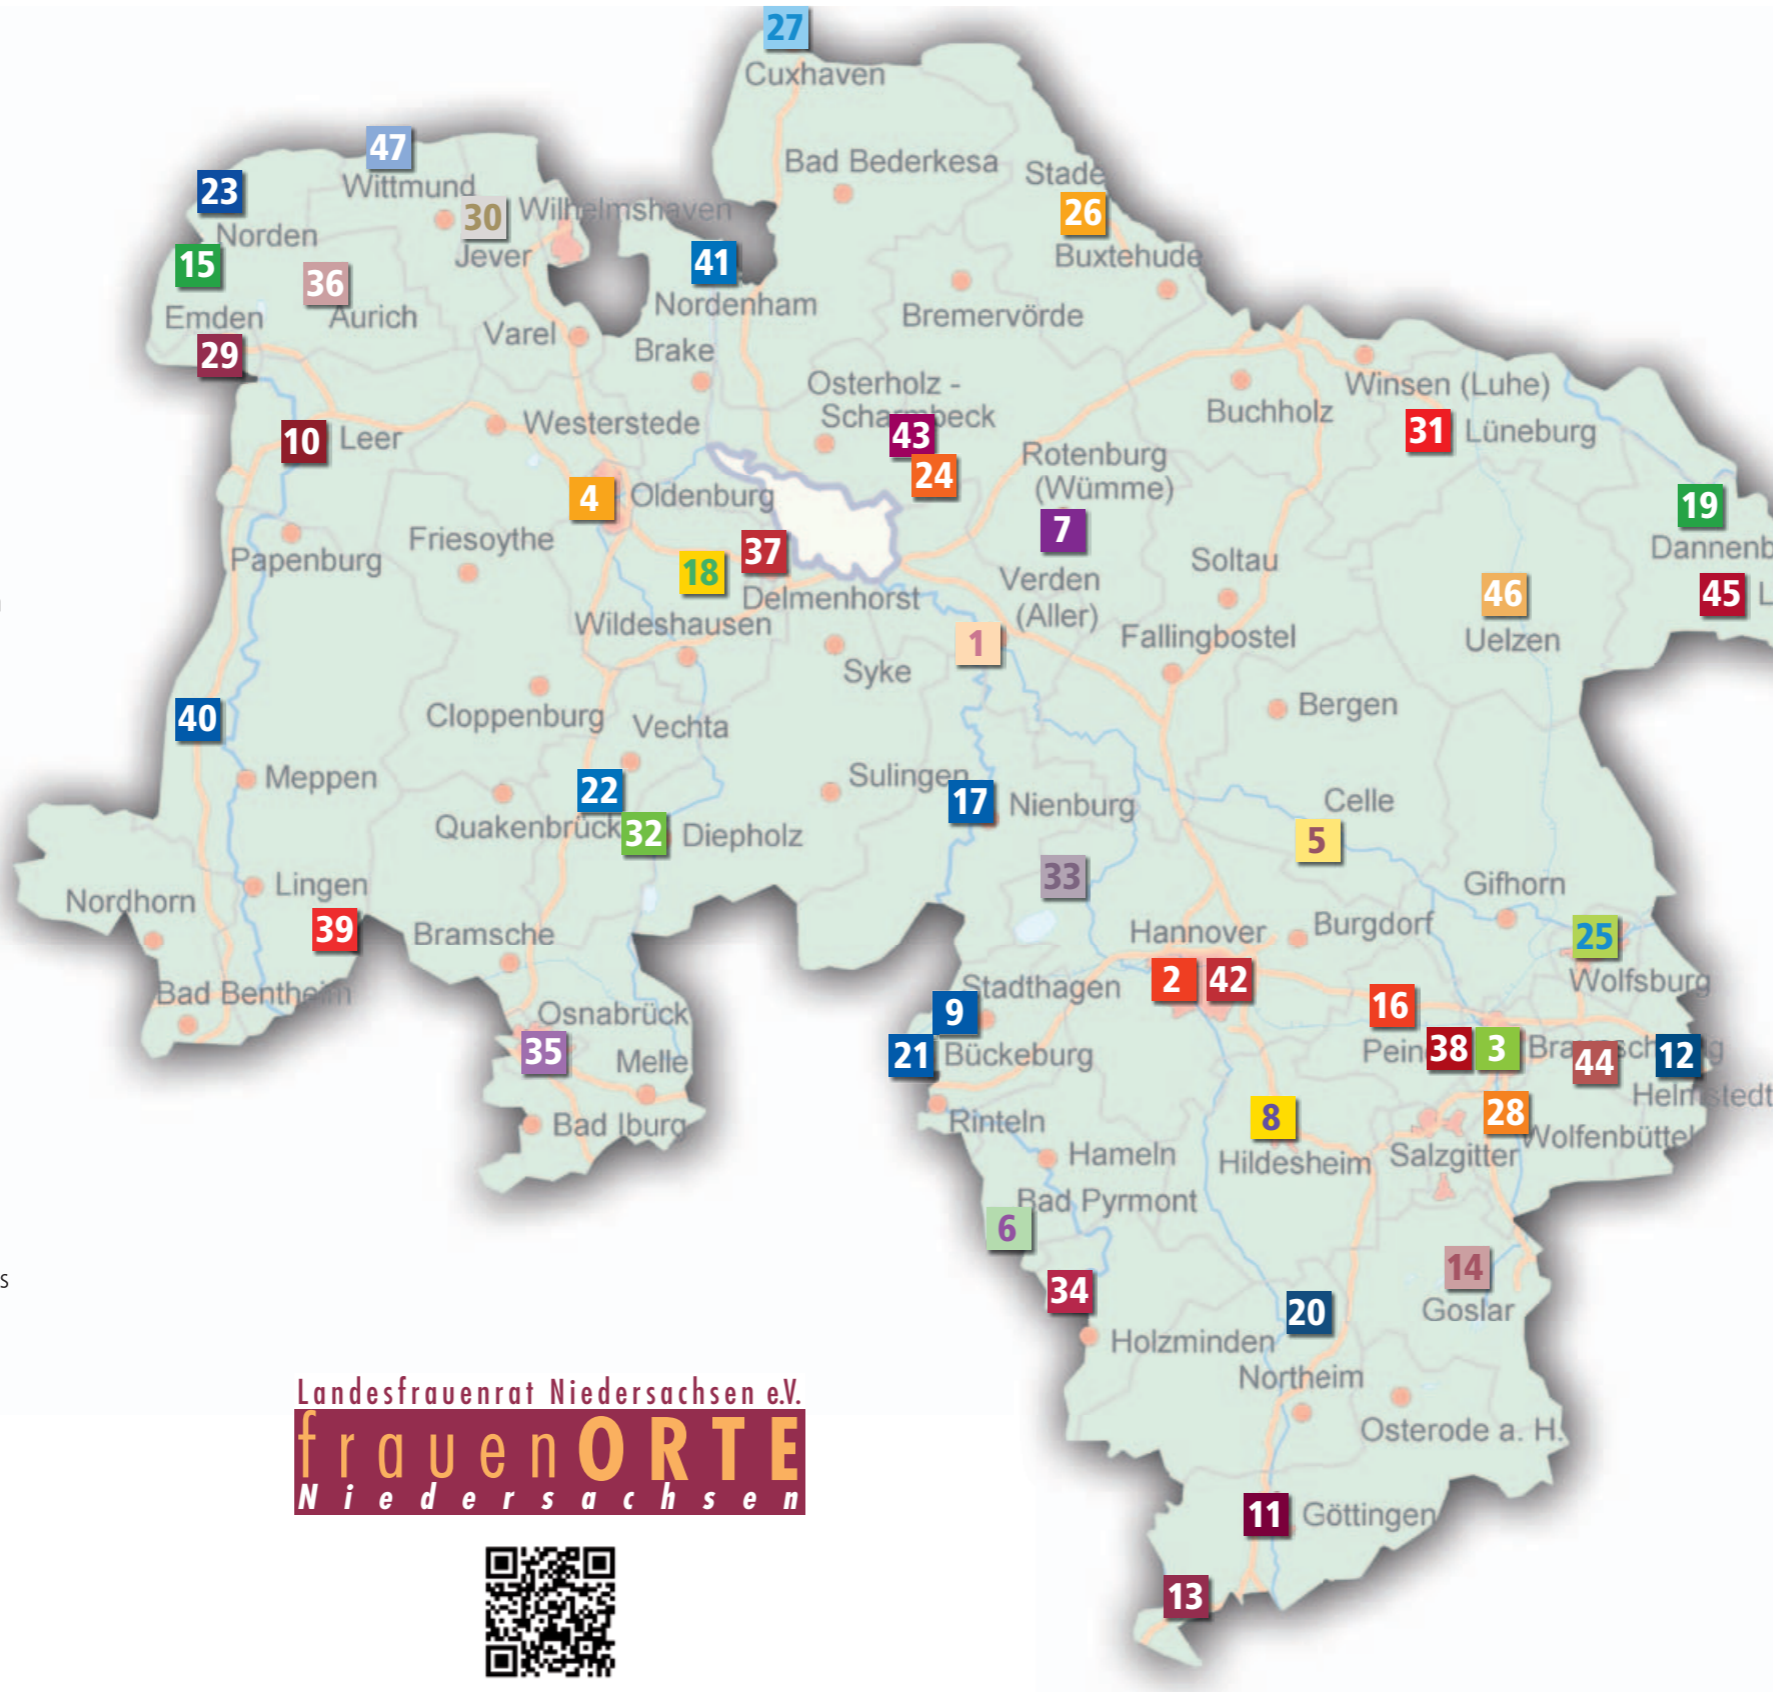 27
Cuxhaven
47
Bad Bederkesa
Stade
23
Wittmund
30
Wilhelmshaven
26
Norden
Jever
41
Buxtehude
15
36
Nordenham
Emden
Aurich
Varel
Bremervörde
29
Brake
Osterholz -
Scharmbeck
Winsen (Luhe)
Buchholz
10
Leer
Westerstede
43
31
Lüneburg
24
Rotenburg
(Wümme)
4
Oldenburg
19
7
Friesoythe
37
Dannenb
Papenburg
18
Soltau
Delmenhorst
Verden
(Aller)
46
45
L
Wildeshausen
1
Fallingbostel
Uelzen
Syke
40
Cloppenburg
Vechta
Bergen
Meppen
Sulingen
22
17
Nienburg
Celle
Quakenbrück
32
Diepholz
5
33
Lingen
Gifhorn
Nordhorn
39
Bramsche
Hannover
Burgdorf
25
Bad Bentheim
Stadthagen
2
42
Wolfsburg
9
16
Osnabrück
35
Melle
21
Bückeburg
Pein
38
3
Braunschweig
44
12
Helmstedt
Bad Iburg
Rinteln
8
28
Wolfenbüttel
Hameln
Hildesheim
Salzgitter
Bad Pyrmont
6
14
s
34
20
Goslar
Holzminden
Northeim
Osterode a. H.
11
Göttingen
13
Landesfrauenrat Niedersachsen e.V.
frauenORTE
Niedersachsen